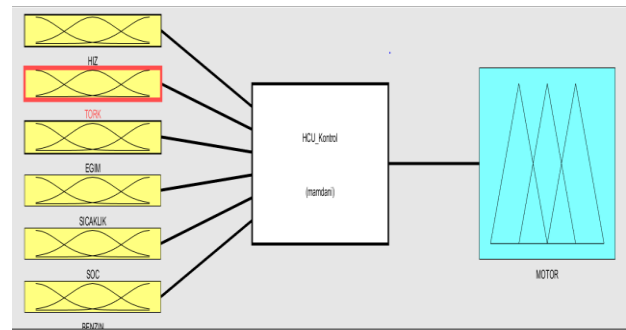 HIZ
TORK
EGIM
SICAKLIK
SOC
BENZIN
HCU_Kontrol
(mamdani)
MOTOR